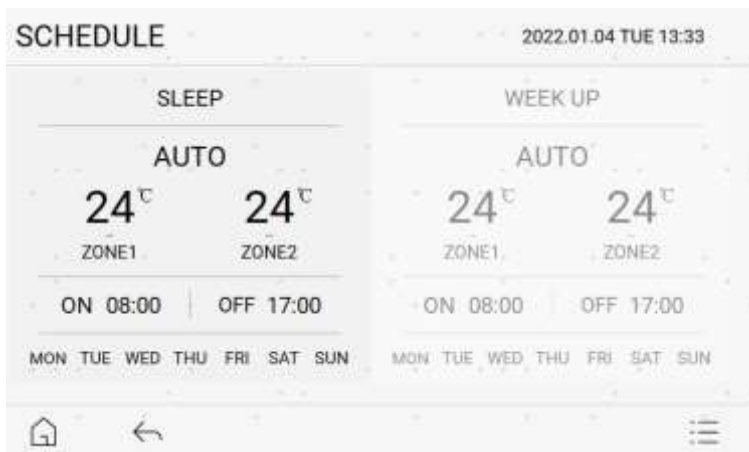 SCHEDULE 2022.01.04 TUE 13:33
SLEEP
AUTO
24℃ 24℃
ZONE1 ZONE2
ON 08:00 OFF 17:00
MON TUE WED THU FRI SAT SUN
WEEK UP
AUTO
24℃ 24℃
ZONE1 ZONE2
ON 08:00 OFF 17:00
MON TUE WED THU FRI SAT SUN